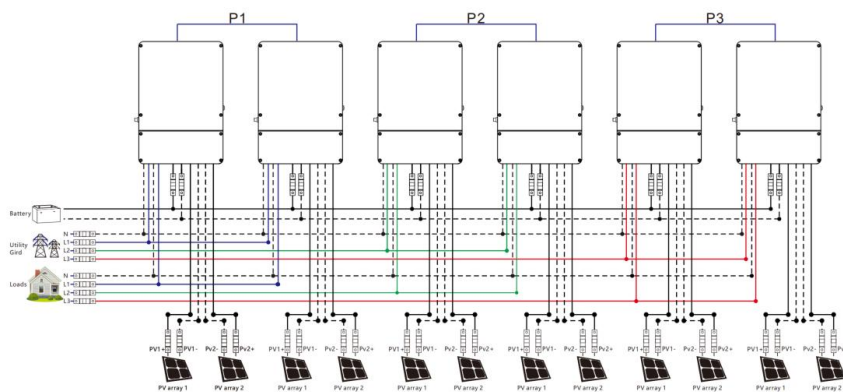 P1 P2 P3
Battery
N
Utility
Gird
L1
L2
L3
N
Loads
L1
L2
L3
PV1+ PV1- Pv2- Pv2+ PV1+ PV1- Pv2- Pv2+ PV1+ PV1- Pv2- Pv2+ PV1+ PV1- Pv2- Pv2+ PV1+ PV1- Pv2- Pv2+ PV1+ PV1- Pv2- Pv2+
PV array 1 PV array 2 PV array 1 PV array 2 PV array 1 PV array 2 PV array 1 PV array 2 PV array 1 PV array 2 PV array 1 PV array 2